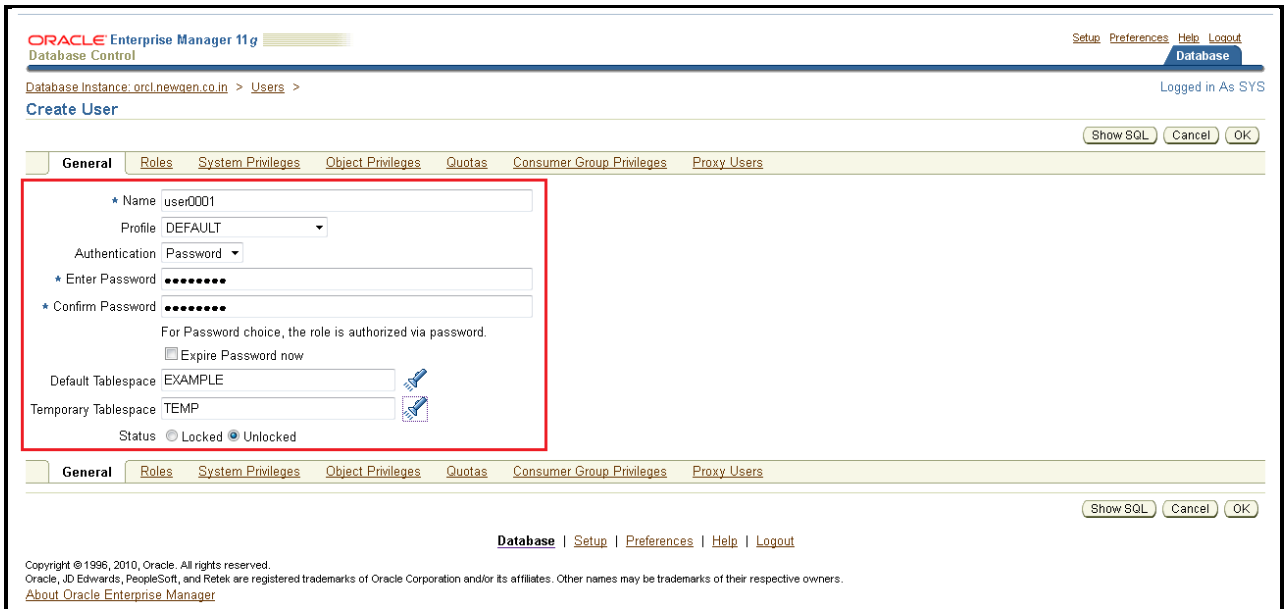 ORACLE Enterprise Manager 11g
Database Control
Setup Preferences Help Logout
Database
Database Instance: orcl.newgen.co.in > Users >
Logged in As SYS
Create User
Show SQL Cancel OK
General Roles System Privileges Object Privileges Quotas Consumer Group Privileges Proxy Users
* Name user0001
Profile DEFAULT
Authentication Password
* Enter Password ●●●●●●●●
* Confirm Password ●●●●●●●●
For Password choice, the role is authorized via password.
Expire Password now
Default Tablespace EXAMPLE
Temporary Tablespace TEMP
Status Locked Unlocked
General Roles System Privileges Object Privileges Quotas Consumer Group Privileges Proxy Users
Show SQL Cancel OK
Database | Setup | Preferences | Help | Logout
Copyright © 1996, 2010, Oracle. All rights reserved.
Oracle, JD Edwards, PeopleSoft, and Retek are registered trademarks of Oracle Corporation and/or its affiliates. Other names may be trademarks of their respective owners.
About Oracle Enterprise Manager